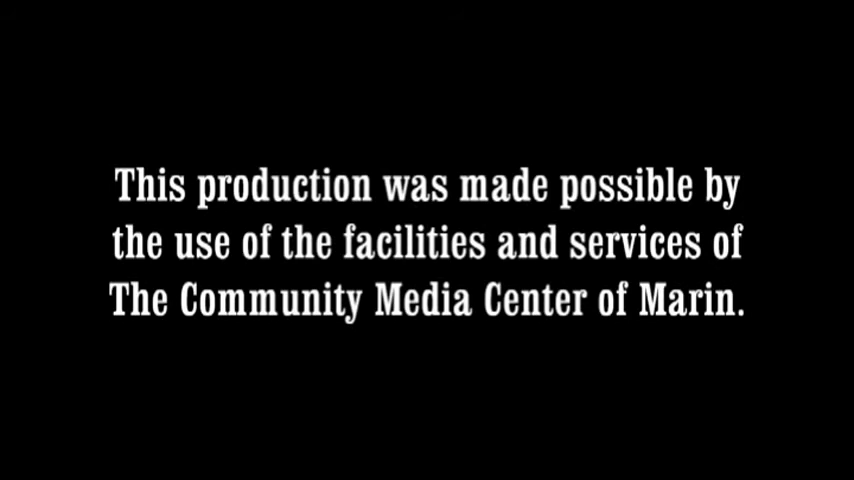 This production was made possible by
the use of the facilities and services of
The Community Media Center of Marin.